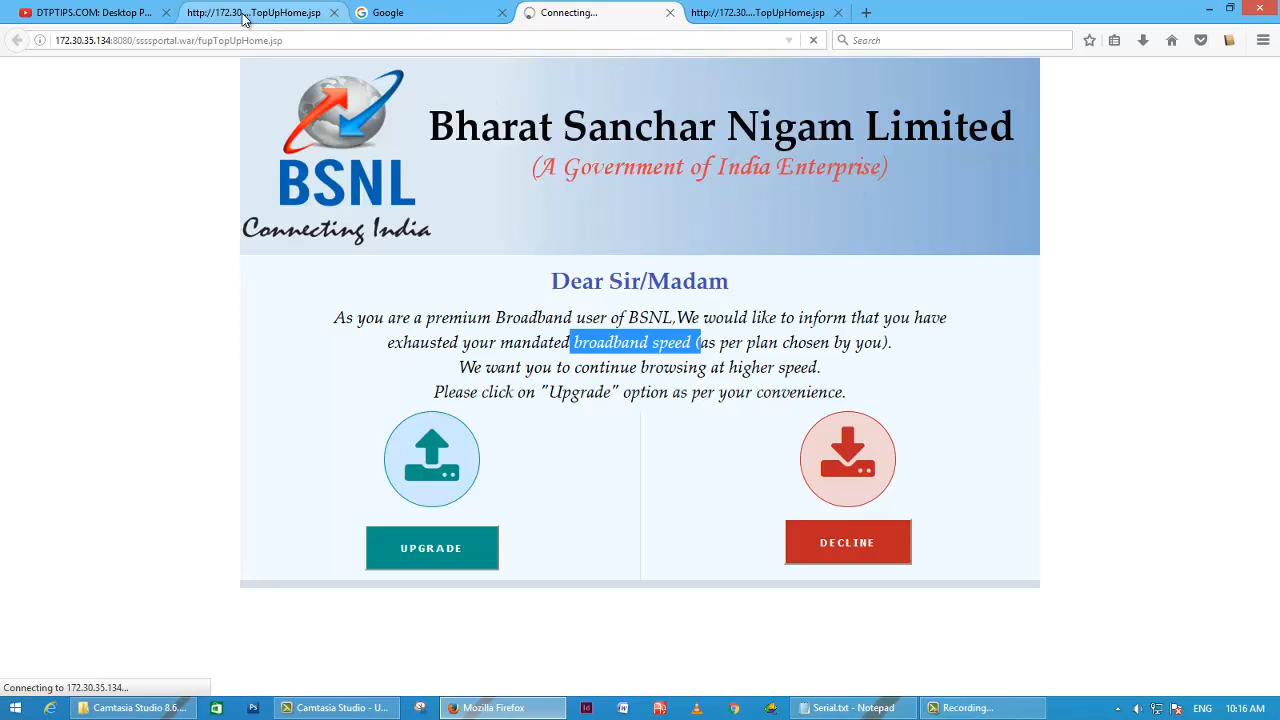 DTPTIPS.COM: Desktop P...
http://172.30....TopUpHome.jsp
Google
Connecting...
http://172.30....TopUpHome.jsp
172.30.35.134:8080/ssssportal.war/fupTopUpHome.jsp
Search
BSNL
Connecting India
Bharat Sanchar Nigam Limited
(A Government of India Enterprise)
Dear Sir/Madam
As you are a premium Broadband user of BSNL,We would like to inform that you have
exhausted your mandated broadband speed (as per plan chosen by you).
We want you to continue browsing at higher speed.
Please click on "Upgrade" option as per your convenience.
UPGRADE
DECLINE
Connecting to 172.30.35.134...
Camtasia Studio 8.6....
Camtasia Studio - U...
Mozilla Firefox
Serial.txt - Notepad
Recording...
ENG
10:16 AM